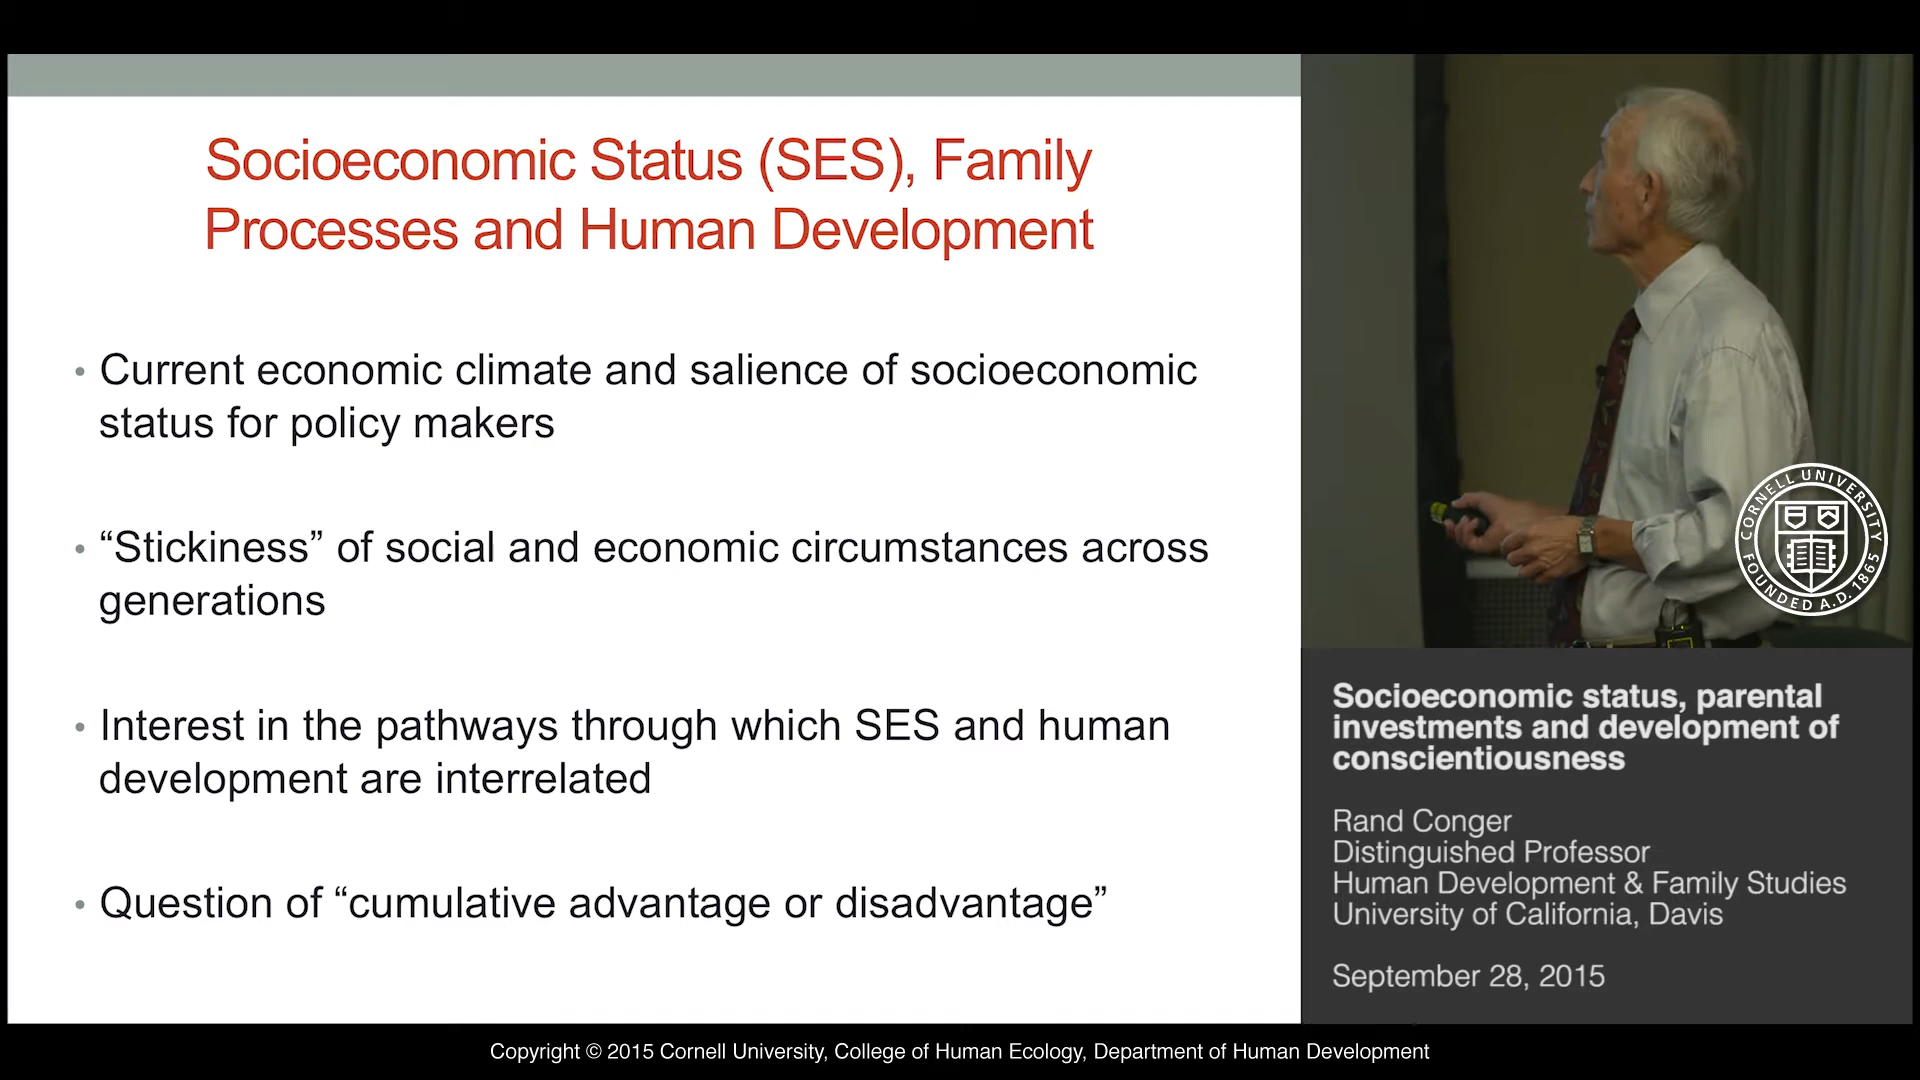 Socioeconomic Status (SES), Family
Processes and Human Development
• Current economic climate and salience of socioeconomic
status for policy makers
• “Stickiness” of social and economic circumstances across
generations
• Interest in the pathways through which SES and human
development are interrelated
• Question of “cumulative advantage or disadvantage”
CORNELL UNIVERSITY
FOUNDED A.D. 1865
Socioeconomic status, parental
investments and development of
conscientiousness
Rand Conger
Distinguished Professor
Human Development & Family Studies
University of California, Davis
September 28, 2015
Copyright © 2015 Cornell University, College of Human Ecology, Department of Human Development